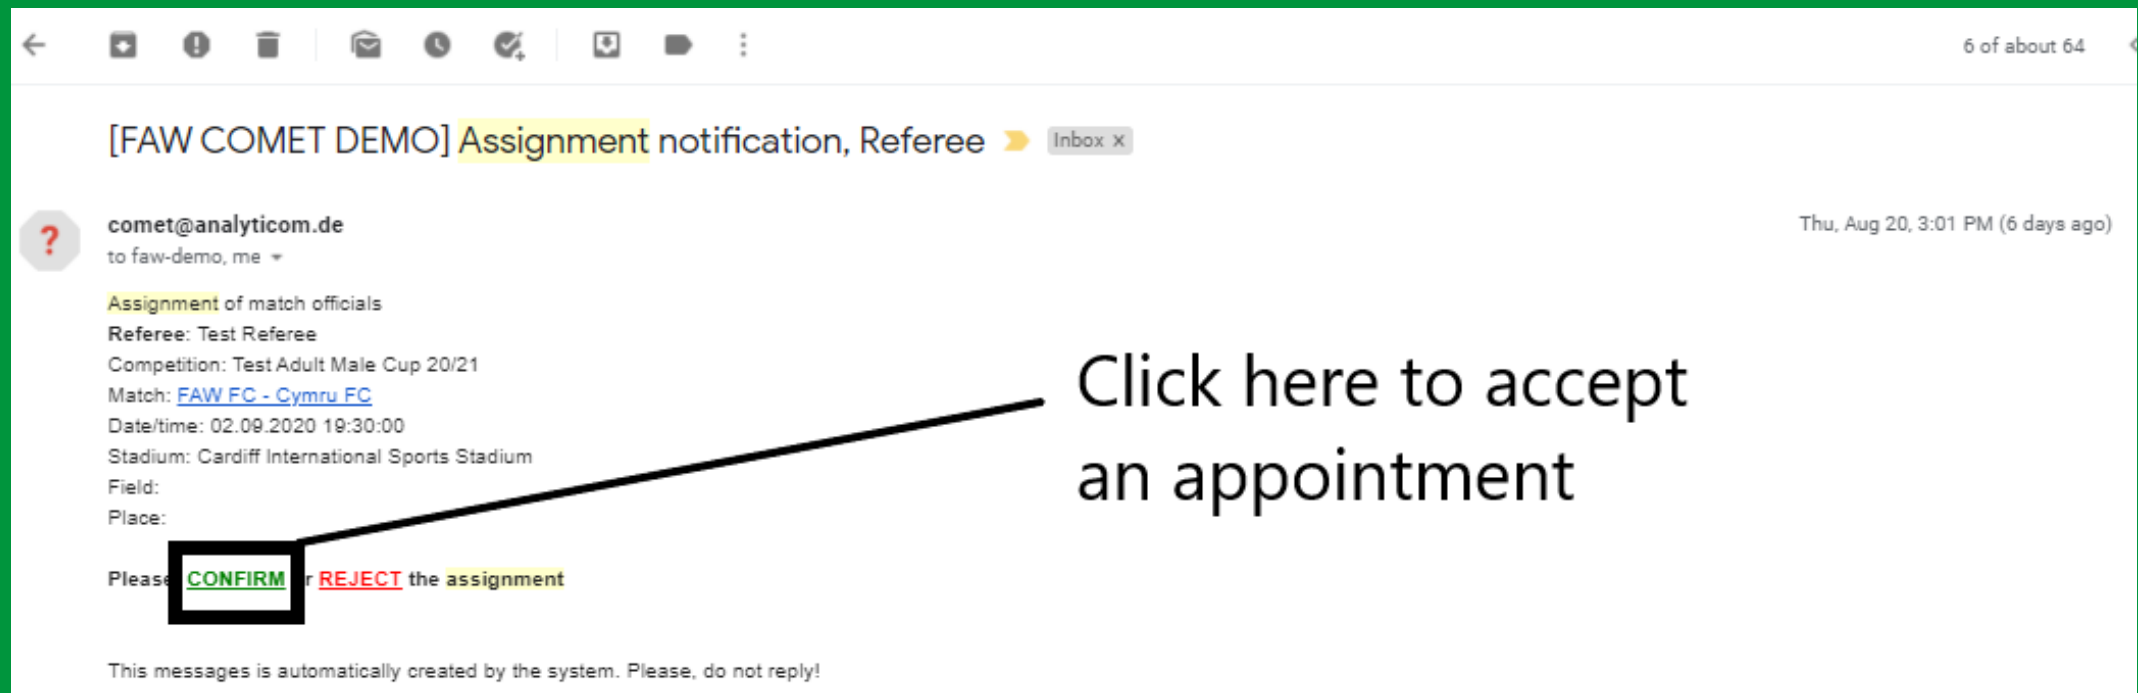 6 of about 64
[FAW COMET DEMO] Assignment notification, Referee Inbox x
?
comet@analyticom.de Thu, Aug 20, 3:01 PM (6 days ago)
to faw-demo, me
Assignment of match officials
Referee: Test Referee
Competition: Test Adult Male Cup 20/21
Match: FAW FC - Cymru FC
Date/time: 02.09.2020 19:30:00
Stadium: Cardiff International Sports Stadium
Field:
Place:
Click here to accept
an appointment
Please CONFIRM r REJECT the assignment
This messages is automatically created by the system. Please, do not reply!